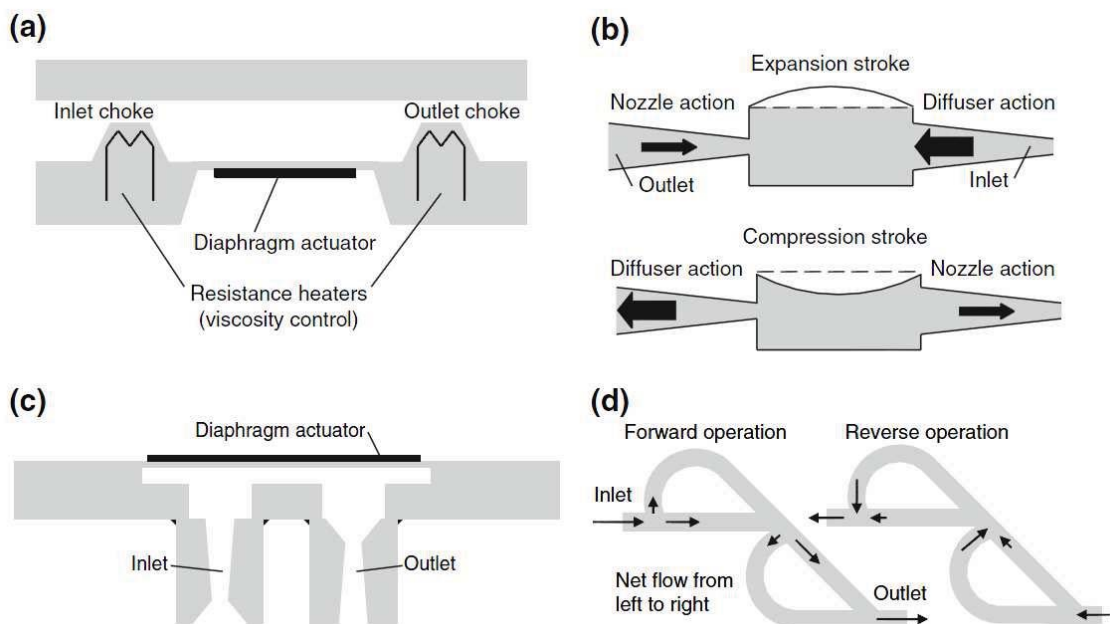 (a)
Inlet choke
Outlet choke
Diaphragm actuator
Resistance heaters
(viscosity control)
(b)
Expansion stroke
Nozzle action
Diffuser action
Outlet
Inlet
Compression stroke
Diffuser action
Nozzle action
(c)
Diaphragm actuator
Inlet
Outlet
(d)
Forward operation
Reverse operation
Inlet
Net flow from
left to right
Outlet